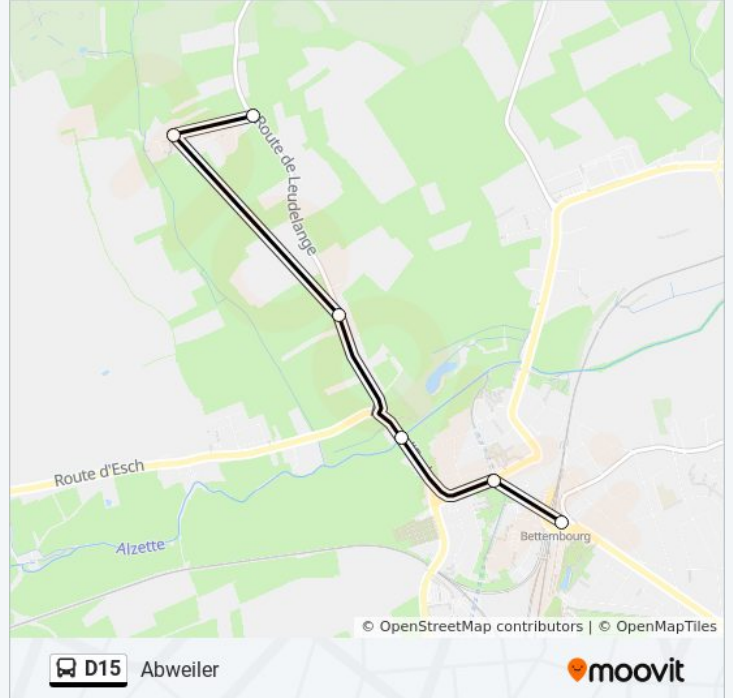 Route de Leudelange
Route d'Esch
Alzette
Bettembourg
© OpenStreetMap contributors | © OpenMapTiles
D15 Abweiler
moovit